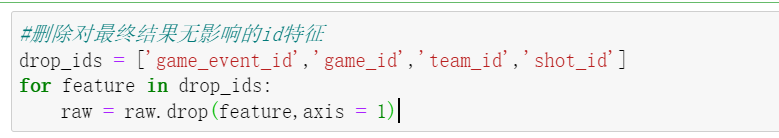 #删除对最终结果无影响的id特征
drop_ids = ['game_event_id','game_id','team_id','shot_id']
for feature in drop_ids:
    raw = raw.drop(feature,axis = 1)